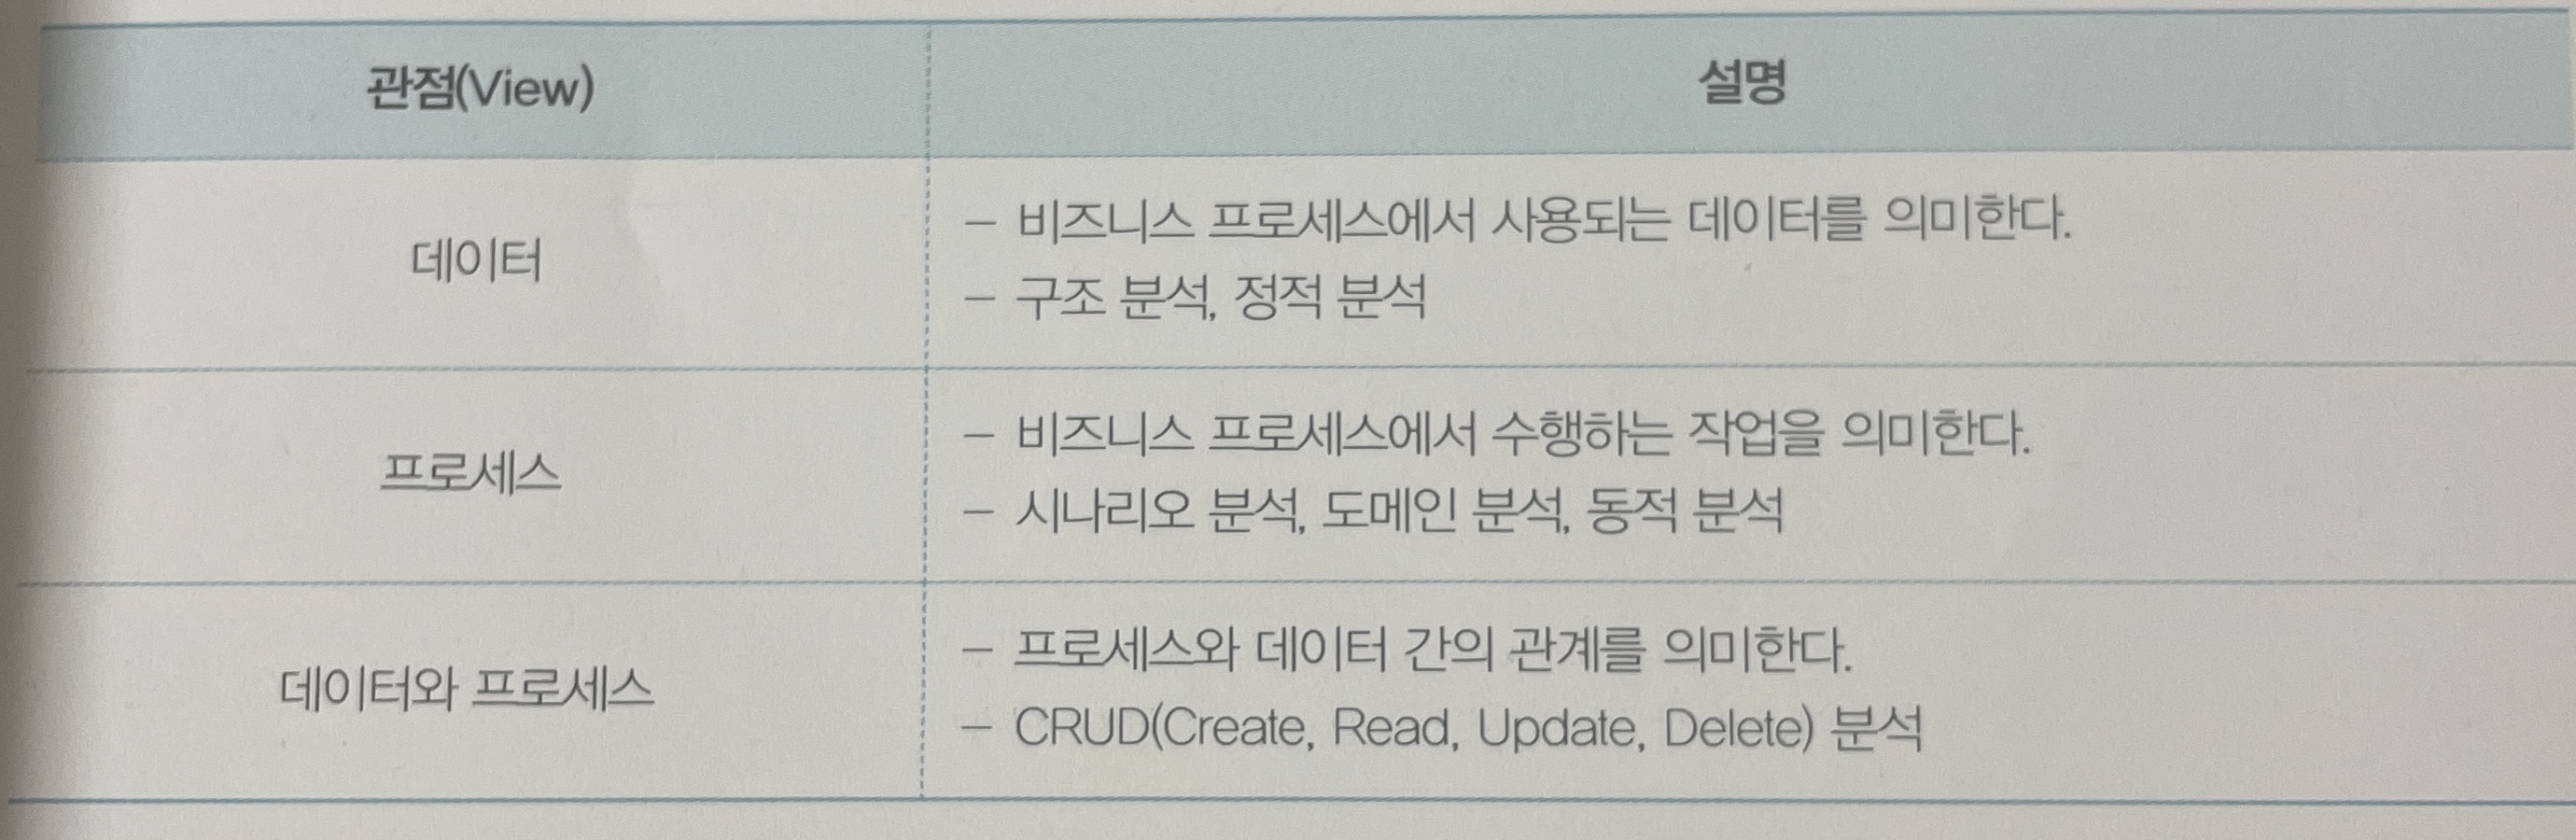 관점(View)
설명
데이터
– 비즈니스 프로세스에서 사용되는 데이터를 의미한다.
– 구조 분석, 정적 분석
프로세스
– 비즈니스 프로세스에서 수행하는 작업을 의미한다.
– 시나리오 분석, 도메인 분석, 동적 분석
데이터와 프로세스
– 프로세스와 데이터 간의 관계를 의미한다.
– CRUD(Create, Read, Update, Delete) 분석